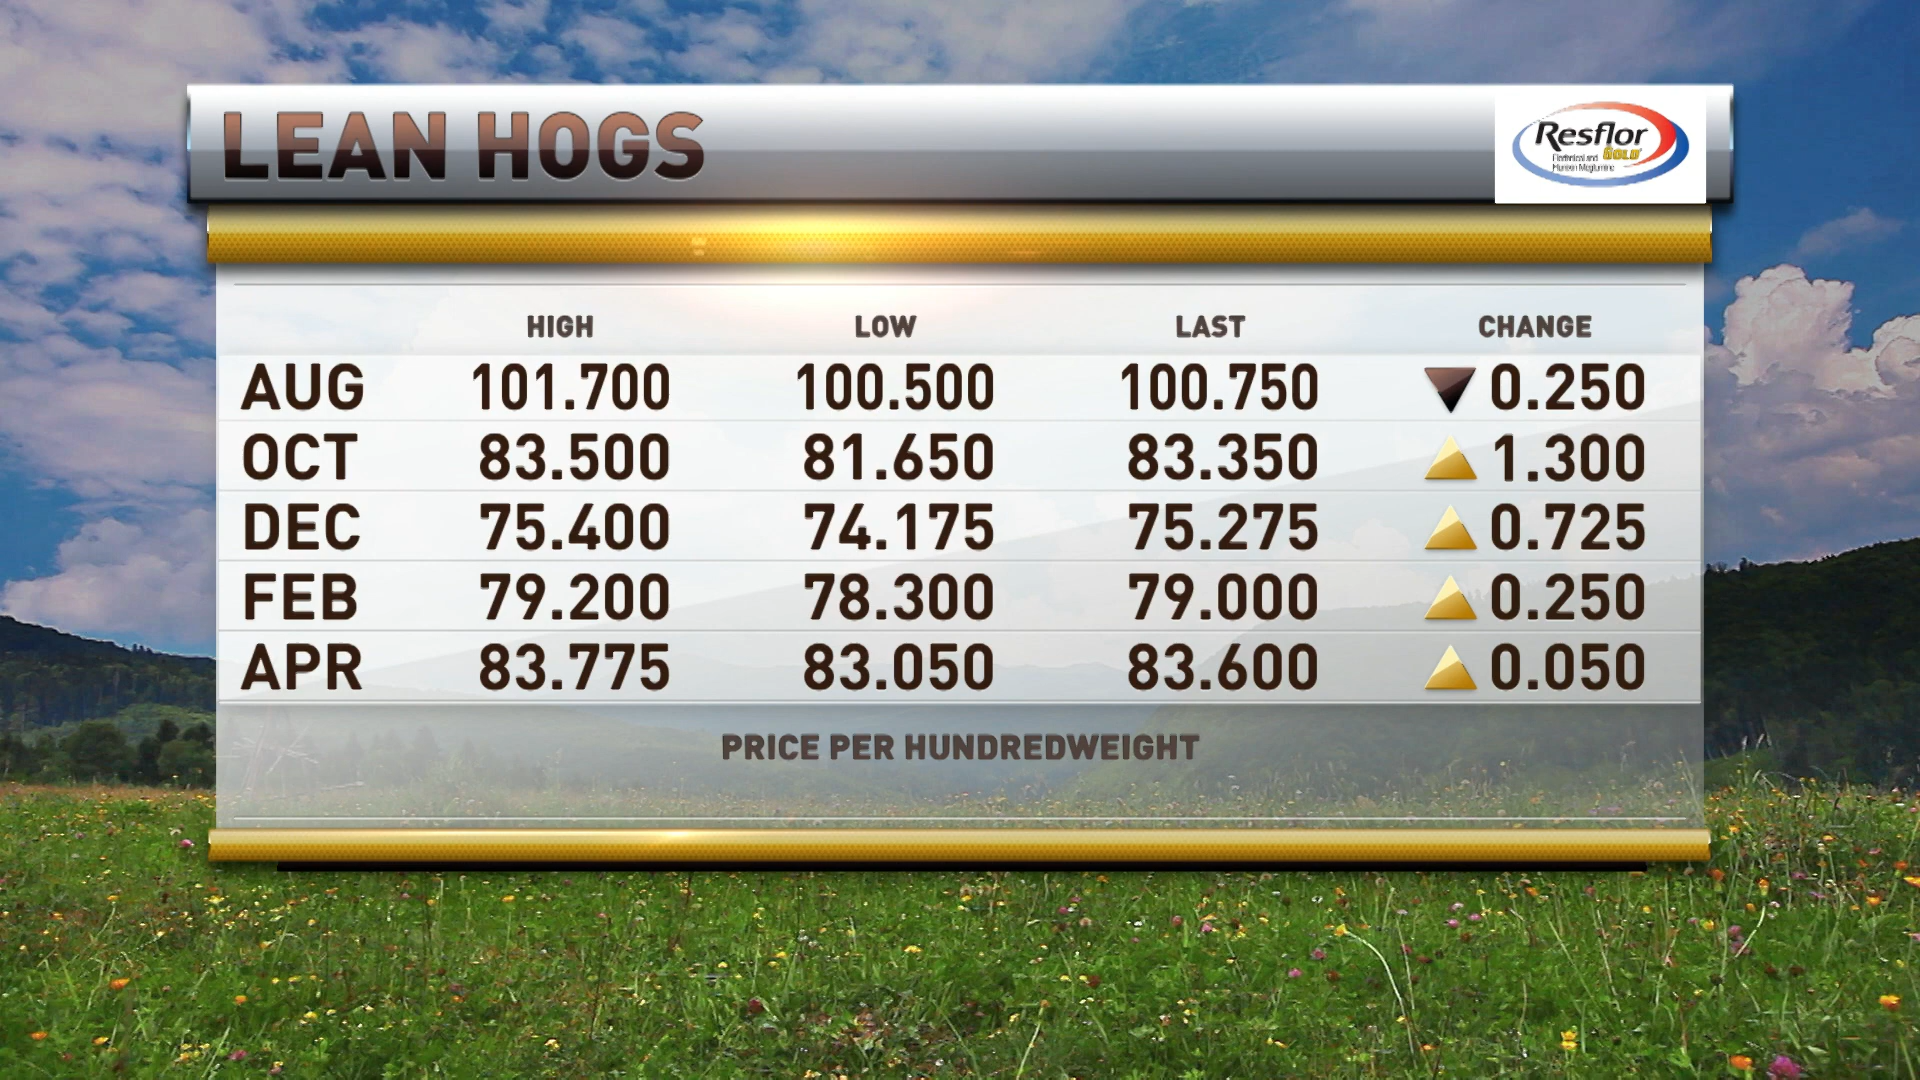 LEAN HOGS
Resflor
GOLD
HIGH LOW LAST CHANGE
AUG 101.700 100.500 100.750 ▼ 0.250
OCT 83.500 81.650 83.350 ▲ 1.300
DEC 75.400 74.175 75.275 ▲ 0.725
FEB 79.200 78.300 79.000 ▲ 0.250
APR 83.775 83.050 83.600 ▲ 0.050
PRICE PER HUNDREDWEIGHT